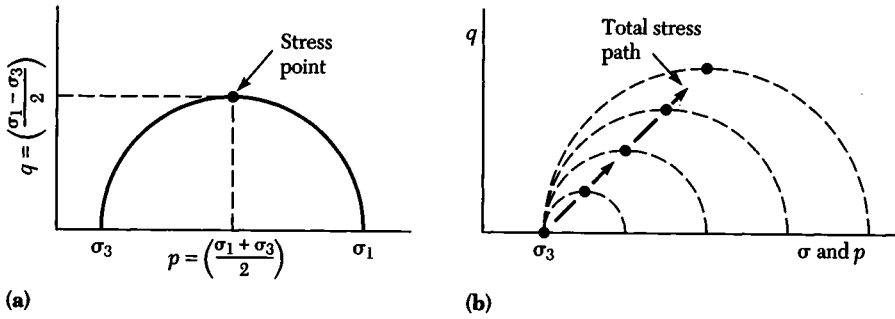 Stress
point
q = (σ1 − σ3 / 2)
σ3
p = (σ1 + σ3 / 2)
σ1
(a)
q
Total stress
path
σ3
σ and p
(b)